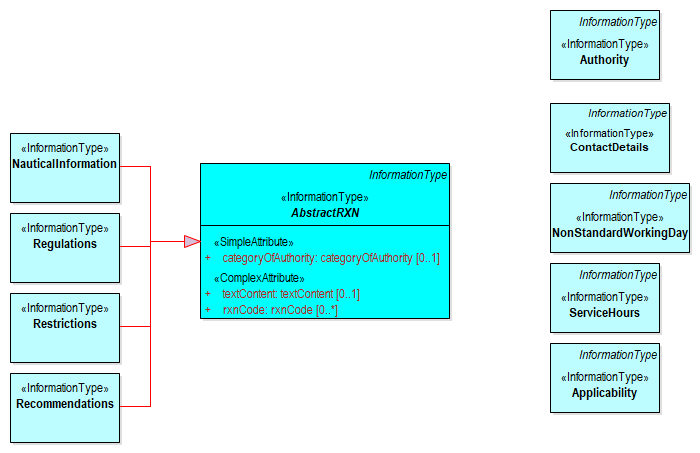 «InformationType»
NauticalInformation
«InformationType»
Regulations
«InformationType»
Restrictions
«InformationType»
Recommendations
InformationType
«InformationType»
AbstractRXN
«SimpleAttribute»
+ categoryOfAuthority: categoryOfAuthority [0..1]
«ComplexAttribute»
+ textContent: textContent [0..1]
+ rxnCode: rxnCode [0..*]
InformationType
«InformationType»
Authority
InformationType
«InformationType»
ContactDetails
InformationType
«InformationType»
NonStandardWorkingDay
InformationType
«InformationType»
ServiceHours
InformationType
«InformationType»
Applicability